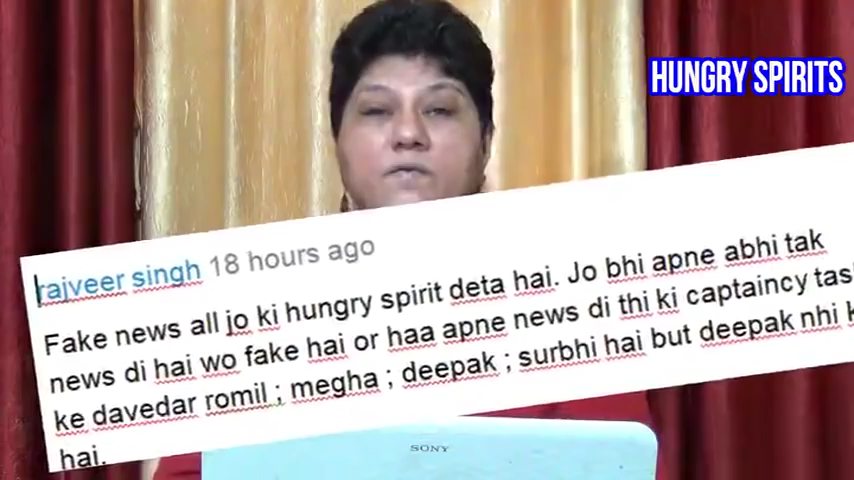 HUNGRY SPIRITS
rajveer singh 18 hours ago
Fake news all jo ki hungry spirit deta hai. Jo bhi apne abhi tak
news di hai wo fake hai or haa apne news di thi ki captaincy
ke davedar romil ; megha ; deepak ; surbhi hai but deepak nhi
hai.
SONY